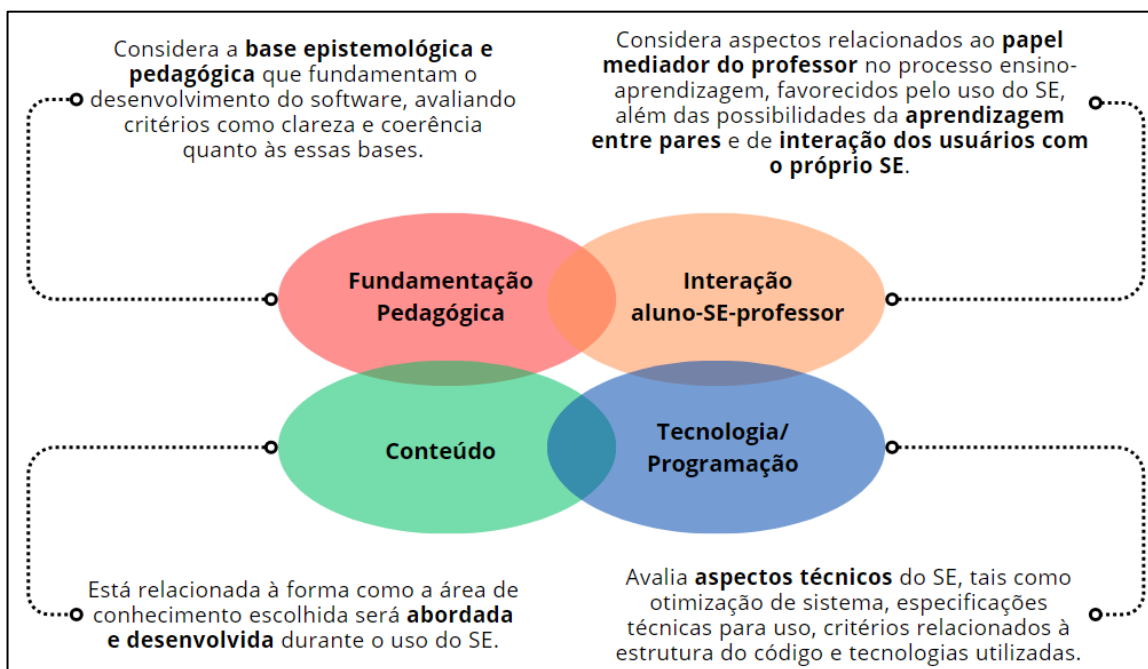 Considera a base epistemológica e
pedagógica que fundamentam o
desenvolvimento do software, avaliando
critérios como clareza e coerência
quanto às essas bases.
Considera aspectos relacionados ao papel
mediador do professor no processo ensino-
aprendizagem, favorecidos pelo uso do SE,
além das possibilidades da aprendizagem
entre pares e de interação dos usuários com
o próprio SE.
Fundamentação
Pedagógica
Interação
aluno-SE-professor
Conteúdo
Tecnologia/
Programação
Está relacionada à forma como a área de
conhecimento escolhida será abordada
e desenvolvida durante o uso do SE.
Avalia aspectos técnicos do SE, tais como
otimização de sistema, especificações
técnicas para uso, critérios relacionados à
estrutura do código e tecnologias utilizadas.